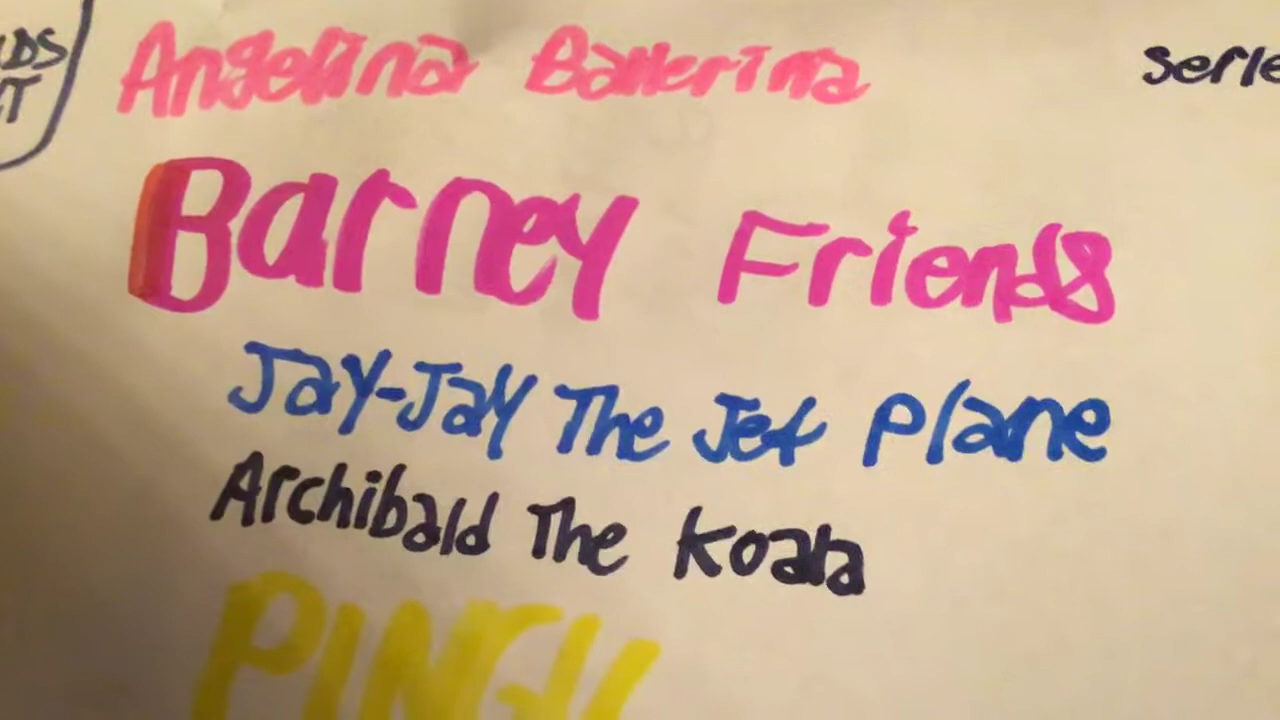 Angelina Ballerina
Barney Friends
Jay-Jay The Jet Plane
Archibald The Koala